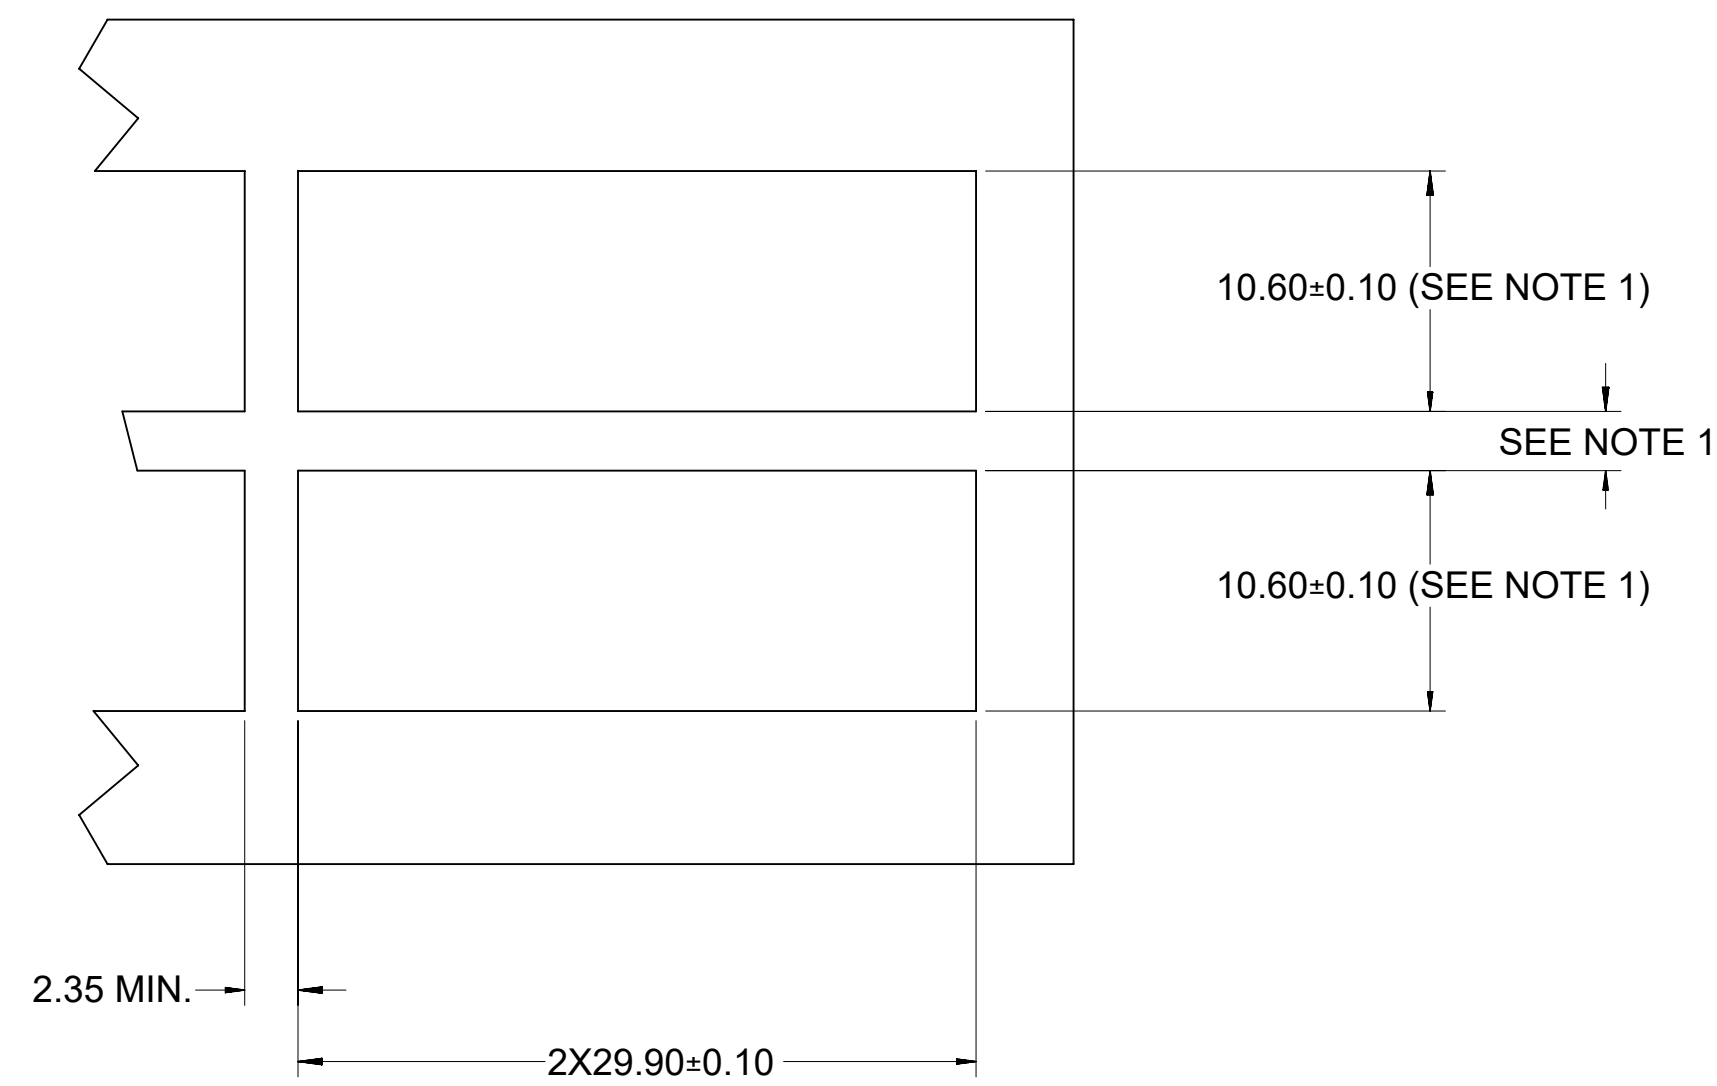 10.60±0.10 (SEE NOTE 1)
SEE NOTE 1
10.60±0.10 (SEE NOTE 1)
2.35 MIN.
2X29.90±0.10